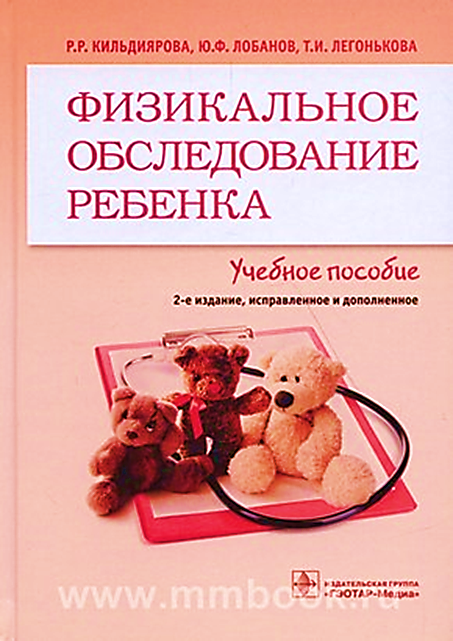 Р.Р. КИЛЬДИЯРОВА, Ю.Ф. ЛОБАНОВ, Т.И. ЛЕГОНЬКОВА
ФИЗИКАЛЬНОЕ
ОБСЛЕДОВАНИЕ
РЕБЕНКА
Учебное пособие
2-е издание, исправленное и дополненное
ИЗДАТЕЛЬСКАЯ ГРУППА
«ГЭОТАР-Медиа»
www.mmbook.ru